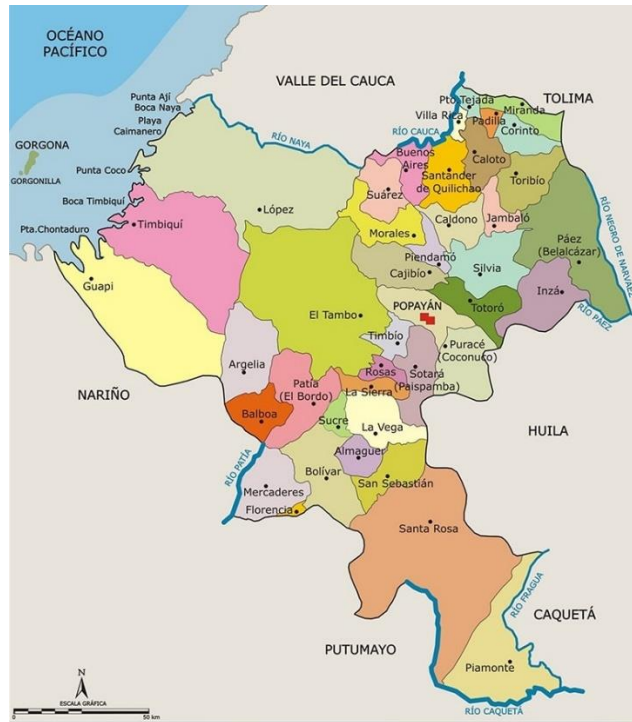 OCÉANO
PACÍFICO
VALLE DEL CAUCA
TOLIMA
Punta Ají
Boca Naya
Playa
Caimanero
RÍO NAYA
RÍO CAUCA
Pto Tejada
Villa Rica
Miranda
Padilla
Corinto
GORGONA
GORGONILLA
Punta Coco
Boca Timbiquí
Pta.Chontaduro
Buenos
Aires
Caloto
Santander
de Quilichao
Toribío
Suárez
López
Timbiquí
Morales
Caldono
Jambaló
RÍO NEGRO DE NARVAEZ
Páez
(Belalcázar)
Piendamó
Cajibío
Silvia
Guapi
Inzá
RÍO PAEZ
El Tambo
POPAYÁN
Totoró
Timbío
Puracé
(Coconuco)
Argelia
Rosas
Sotará
(Paispamba)
NARIÑO
Patía
(El Bordo)
La Sierra
Balboa
Sucre
La Vega
HUILA
Almaguer
RÍO PATÍA
Bolívar
San Sebastián
Mercaderes
Florencia
Santa Rosa
RÍO FRAGUA
CAQUETÁ
PUTUMAYO
Piamonte
RÍO CAQUETÁ
N
ESCALA GRÁFICA
0
50 km